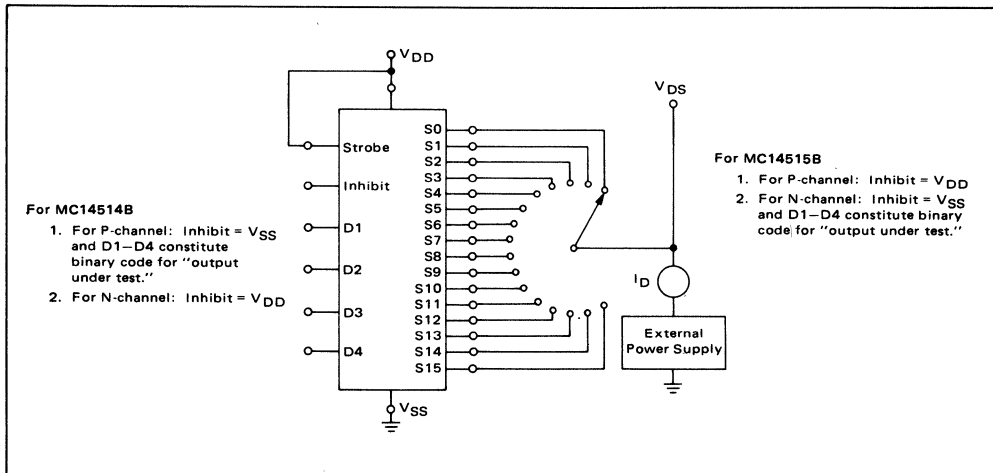 For MC14514B
1. For P-channel: Inhibit = VSS
and D1–D4 constitute
binary code for "output
under test."
2. For N-channel: Inhibit = VDD
VDD
Strobe
Inhibit
D1
D2
D3
D4
S0
S1
S2
S3
S4
S5
S6
S7
S8
S9
S10
S11
S12
S13
S14
S15
VSS
VDS
ID
External
Power Supply
For MC14515B
1. For P-channel: Inhibit = VDD
2. For N-channel: Inhibit = VSS
and D1–D4 constitute binary
code for "output under test."